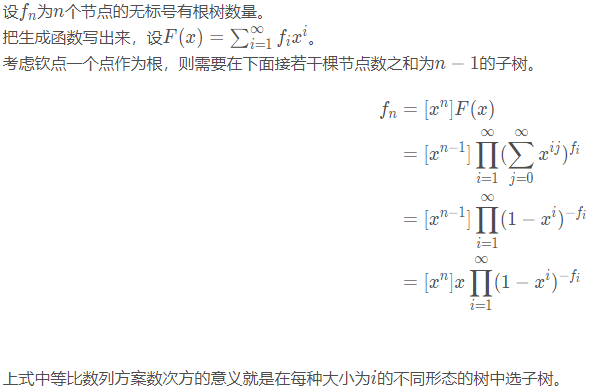 设$f_n$为$n$个节点的无标号有根树数量。
把生成函数写出来，设$F(x) = \sum_{i=1}^{\infty} f_i x^i$。
考虑钦点一个点作为根，则需要在下面接若干棵节点数之和为$n-1$的子树。
$f_n = [x^n]F(x)$
$= [x^{n-1}] \prod_{i=1}^{\infty} (\sum_{j=0}^{\infty} x^{ij})^{f_i}$
$= [x^{n-1}] \prod_{i=1}^{\infty} (1 - x^i)^{-f_i}$
$= [x^n] x \prod_{i=1}^{\infty} (1 - x^i)^{-f_i}$
上式中等比数列方案数次方的意义就是在每种大小为$i$的不同形态的树中选子树。